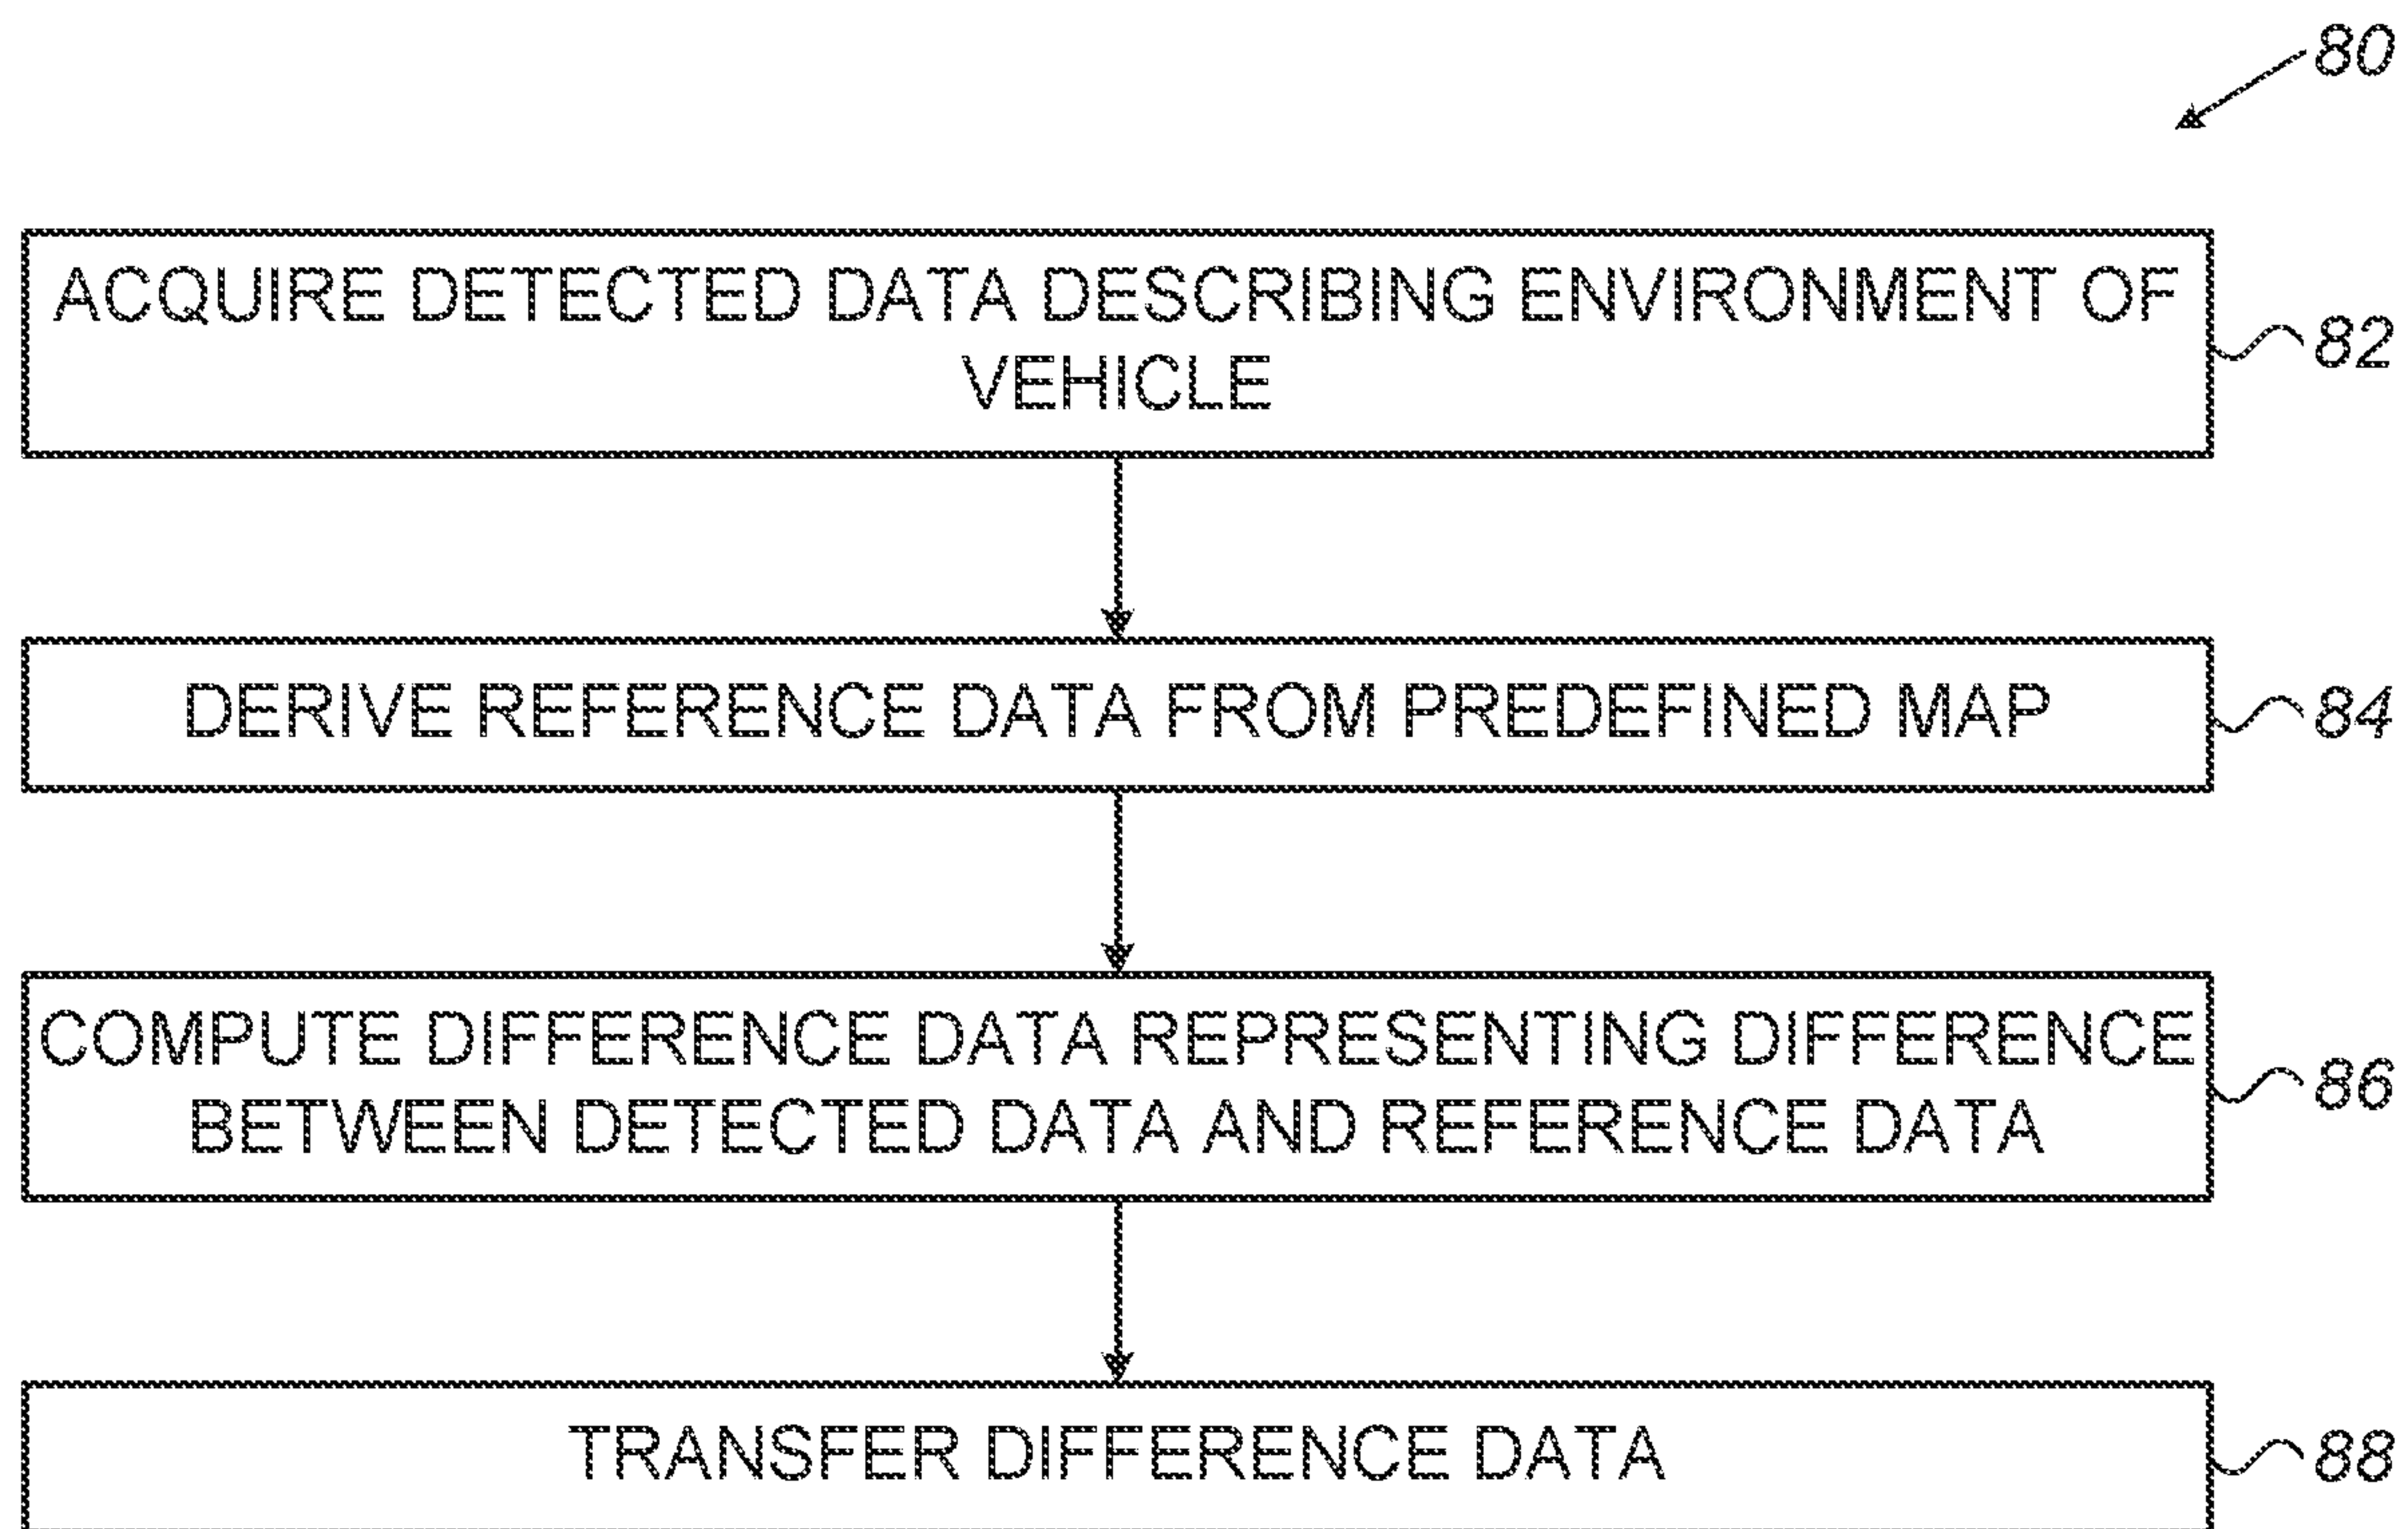 80
ACQUIRE DETECTED DATA DESCRIBING ENVIRONMENT OF
VEHICLE
82
DERIVE REFERENCE DATA FROM PREDEFINED MAP
84
COMPUTE DIFFERENCE DATA REPRESENTING DIFFERENCE
BETWEEN DETECTED DATA AND REFERENCE DATA
86
TRANSFER DIFFERENCE DATA
88